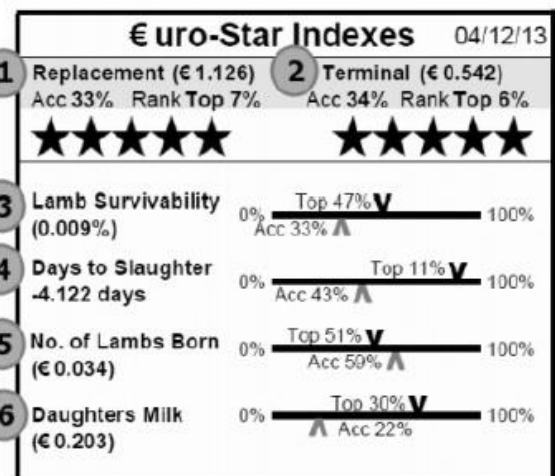 €uro-Star Indexes 04/12/13
1 Replacement (€1.126) 2 Terminal (€0.542)
Acc 33% Rank Top 7% Acc 34% Rank Top 6%
3 Lamb Survivability 0% Top 47% 100%
(0.009%) Acc 33%
4 Days to Slaughter 0% Top 11% 100%
-4.122 days Acc 43%
5 No. of Lambs Born 0% Top 51% 100%
(€0.034) Acc 59%
6 Daughters Milk 0% Top 30% 100%
(€0.203) Acc 22%